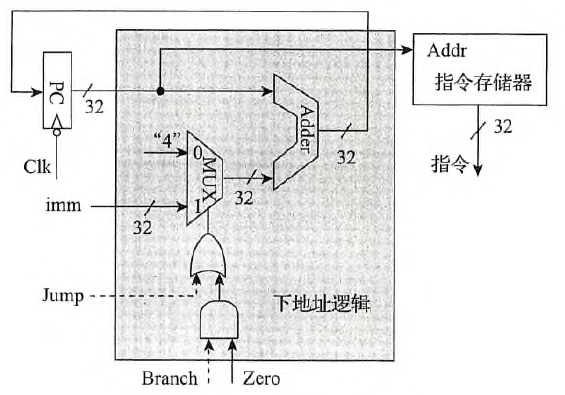 Addr
指令存储器
PC
32
Clk
"4"
0
MUX
1
32
Adder
32
32
指令
imm
32
Jump
下地址逻辑
Branch
Zero